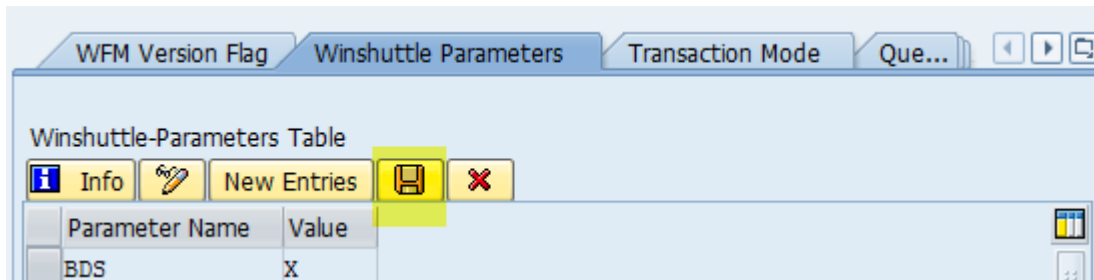 WFM Version Flag Winshuttle Parameters Transaction Mode Que...
Winshuttle-Parameters Table
Info New Entries
Parameter Name Value
BDS X